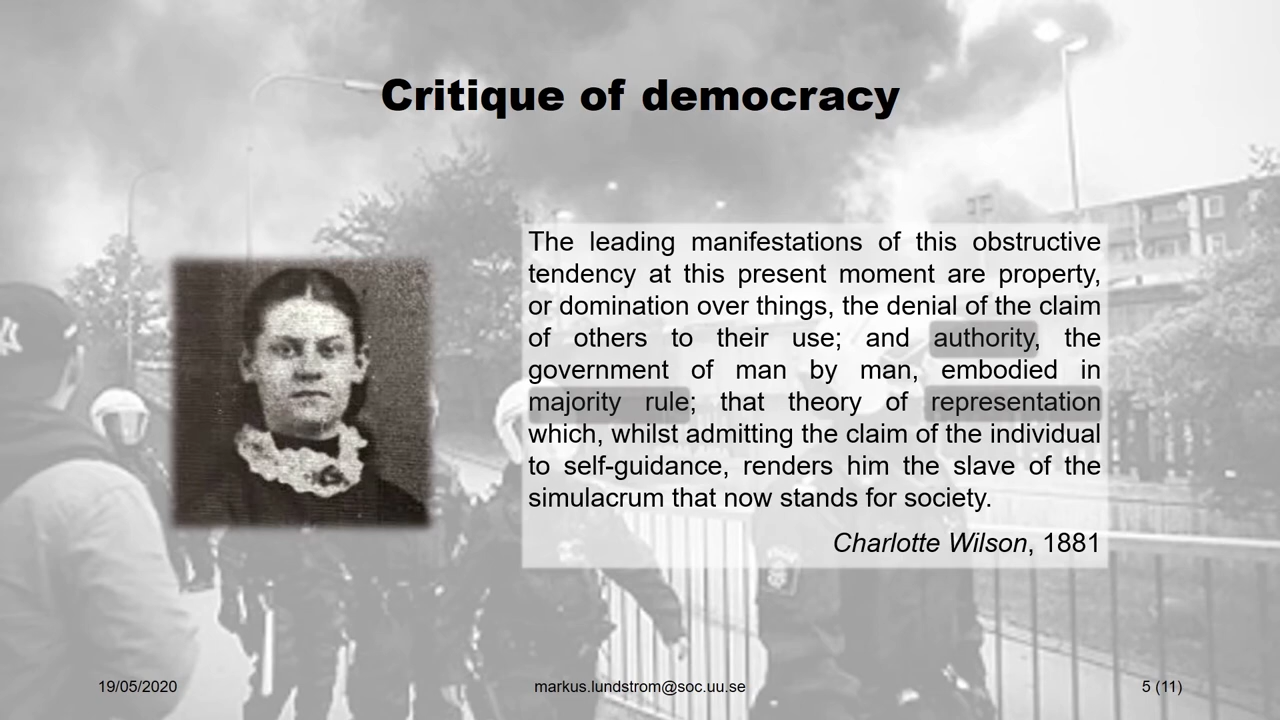 Critique of democracy
The leading manifestations of this obstructive
tendency at this present moment are property,
or domination over things, the denial of the claim
of others to their use; and authority, the
government of man by man, embodied in
majority rule; that theory of representation
which, whilst admitting the claim of the individual
to self-guidance, renders him the slave of the
simulacrum that now stands for society.
Charlotte Wilson, 1881
19/05/2020
markus.lundstrom@soc.uu.se
5 (11)